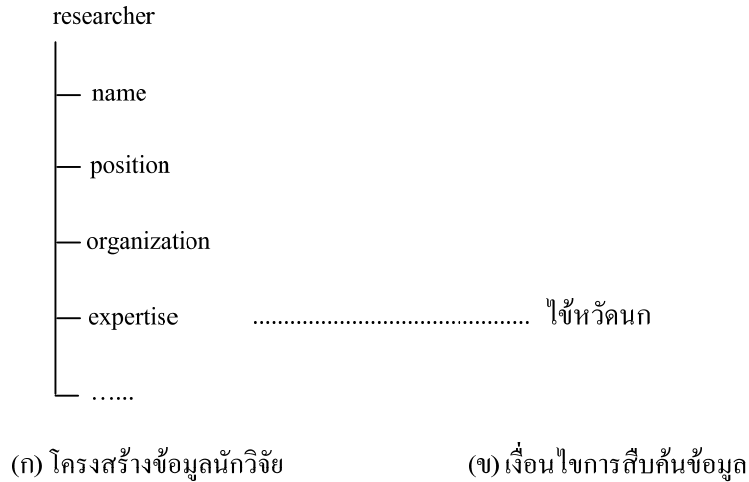 researcher
name
position
organization
expertise ............................................. ไข้หวัดนก
......
(ก) โครงสร้างข้อมูลนักวิจัย (ข) เงื่อนไขการสืบค้นข้อมูล